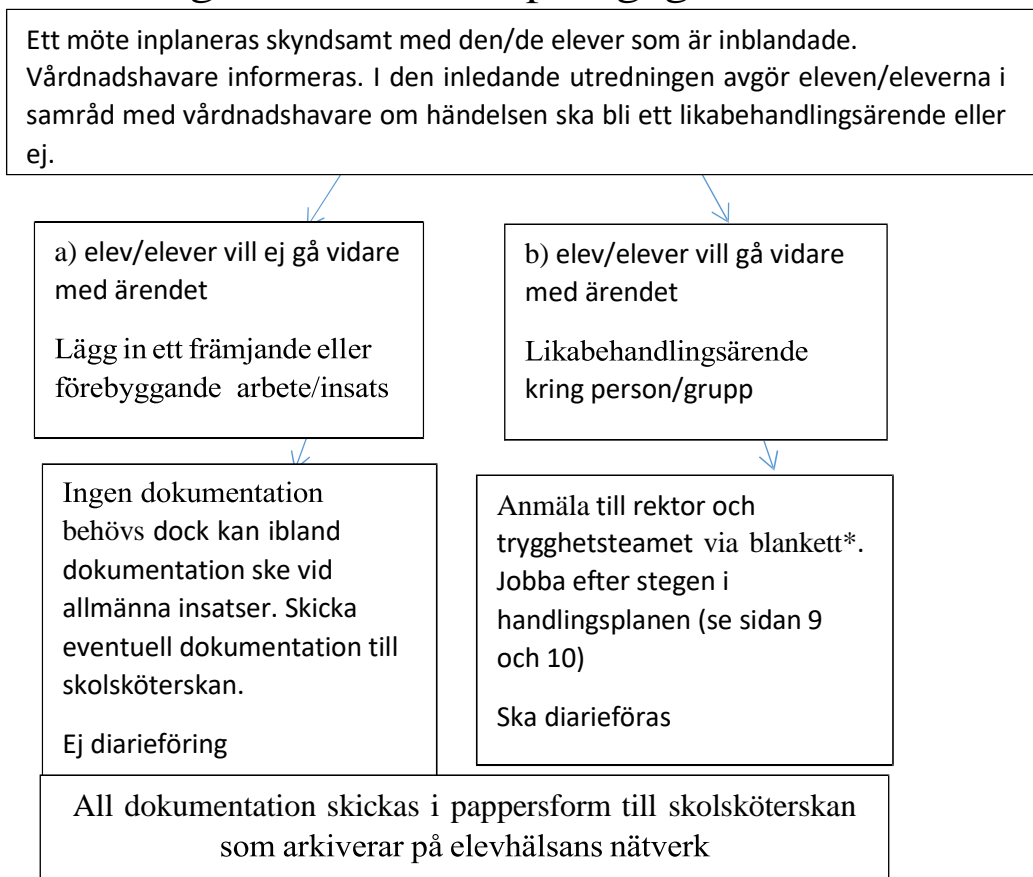 Ett möte inplaneras skyndsamt med den/de elever som är inblandade.
Vårdnadshavare informeras. I den inledande utredningen avgör eleven/eleverna i
samråd med vårdnadshavare om händelsen ska bli ett likabehandlingsärende eller
ej.
a) elev/elever vill ej gå vidare
med ärendet
Lägg in ett främjande eller
förebyggande arbete/insats
b) elev/elever vill gå vidare
med ärendet
Likabehandlingsärende
kring person/grupp
Ingen dokumentation
behövs dock kan ibland
dokumentation ske vid
allmänna insatser. Skicka
eventuell dokumentation till
skolsköterskan.
Ej diarieföring
Anmäla till rektor och
trygghetsteamet via blankett*.
Jobba efter stegen i
handlingsplanen (se sidan 9
och 10)
Ska diarieföras
All dokumentation skickas i pappersform till skolsköterskan
som arkiverar på elevhälsans nätverk